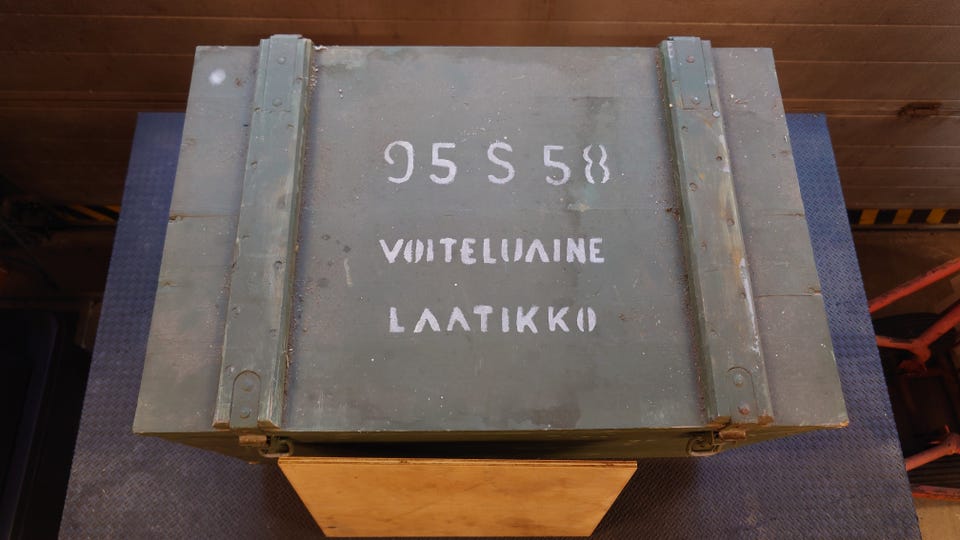 95 S 58
VOITELUAINE
LAATIKKO